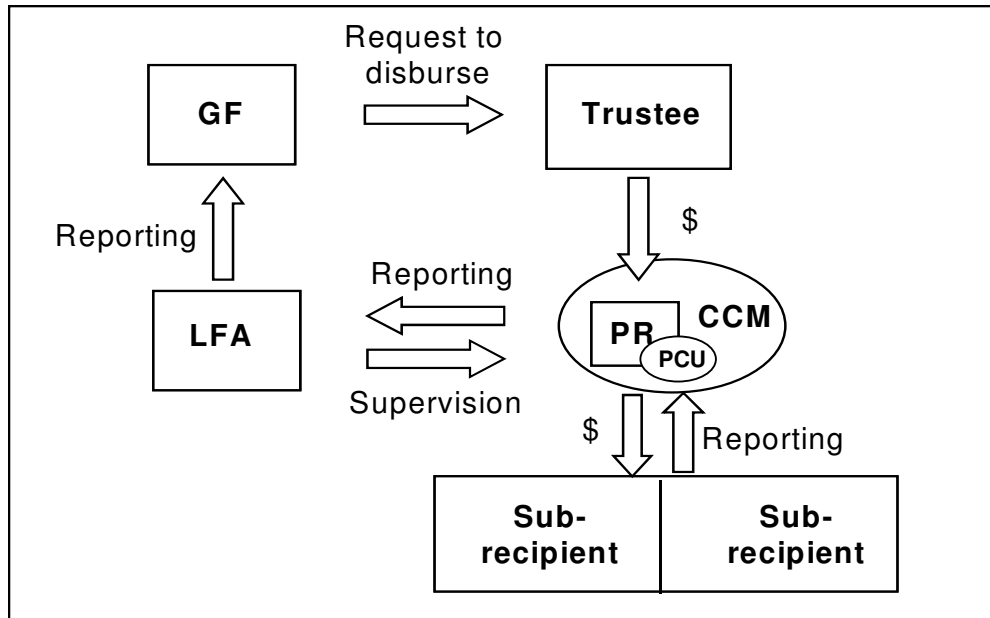 Request to
disburse
GF
Trustee
Reporting
$
Reporting
LFA
CCM
PR
PCU
Supervision
$
Reporting
Sub-
recipient
Sub-
recipient